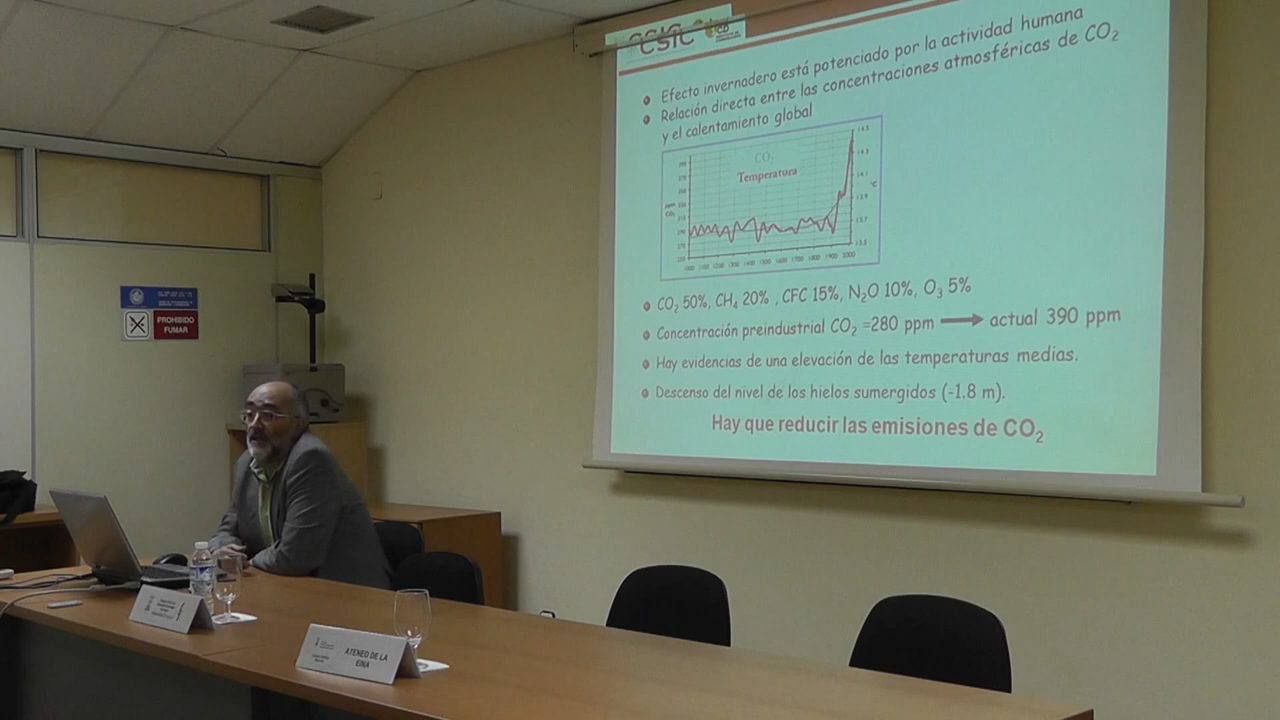 CSIC
Efecto invernadero está potenciado por la actividad humana
Relación directa entre las concentraciones atmosféricas de CO₂
y el calentamiento global
CO₂
Temperatura
ppm
CO₂
°C
CO₂ 50%, CH₄ 20% , CFC 15%, N₂O 10%, O₃ 5%
Concentración preindustrial CO₂ =280 ppm → actual 390 ppm
Hay evidencias de una elevación de las temperaturas medias.
Descenso del nivel de los hielos sumergidos (-1.8 m).
Hay que reducir las emisiones de CO₂
PROHIBIDO
FUMAR
ATENEO DE LA
EINA